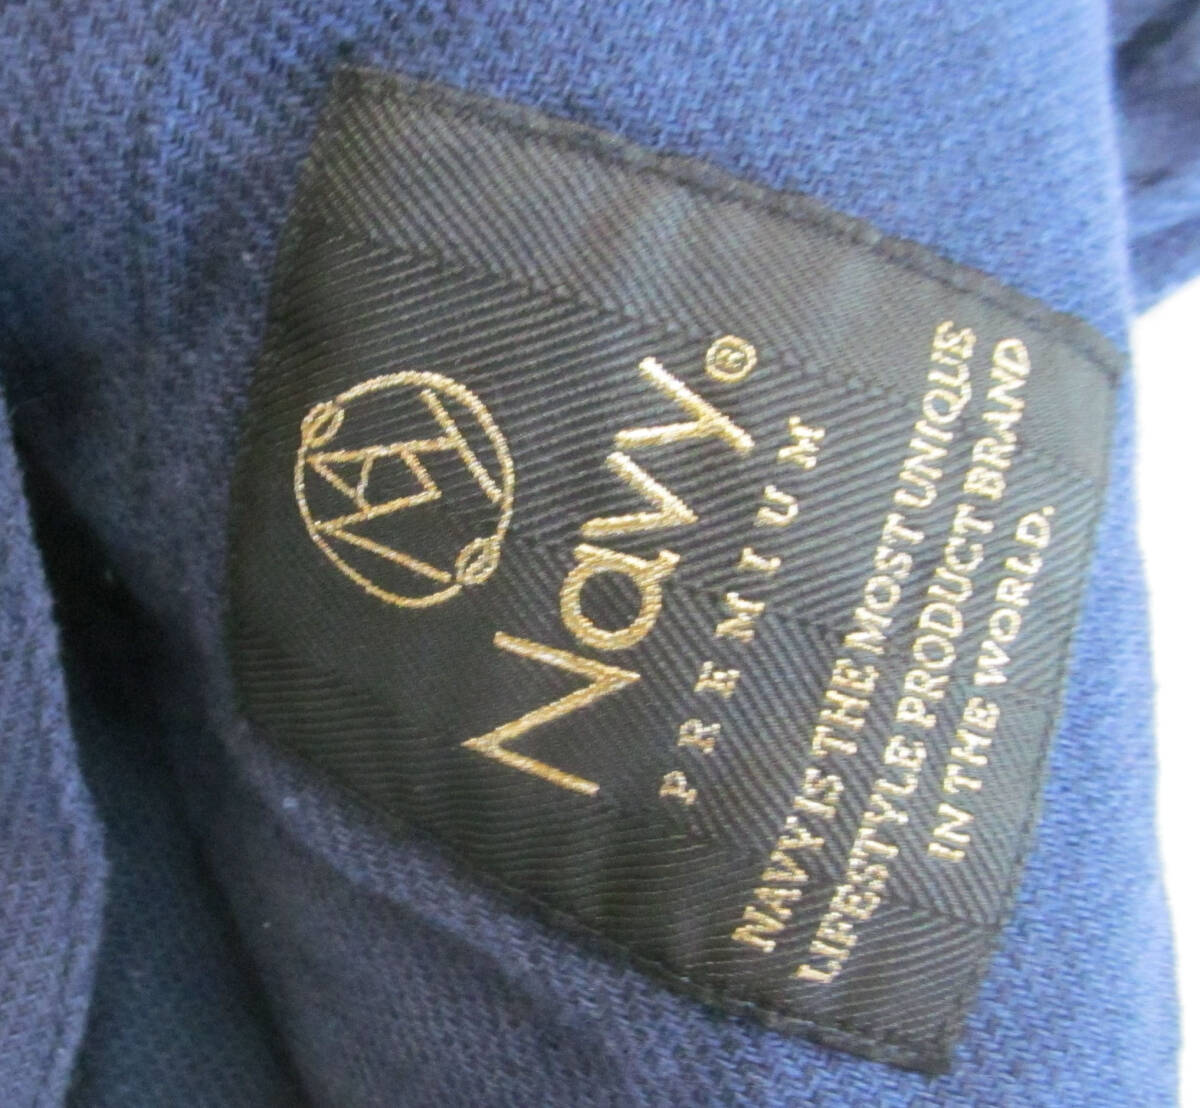 Navy®
PREMIUM
NAVY IS THE MOST UNIQUE
LIFESTYLE PRODUCT BRAND
IN THE WORLD.